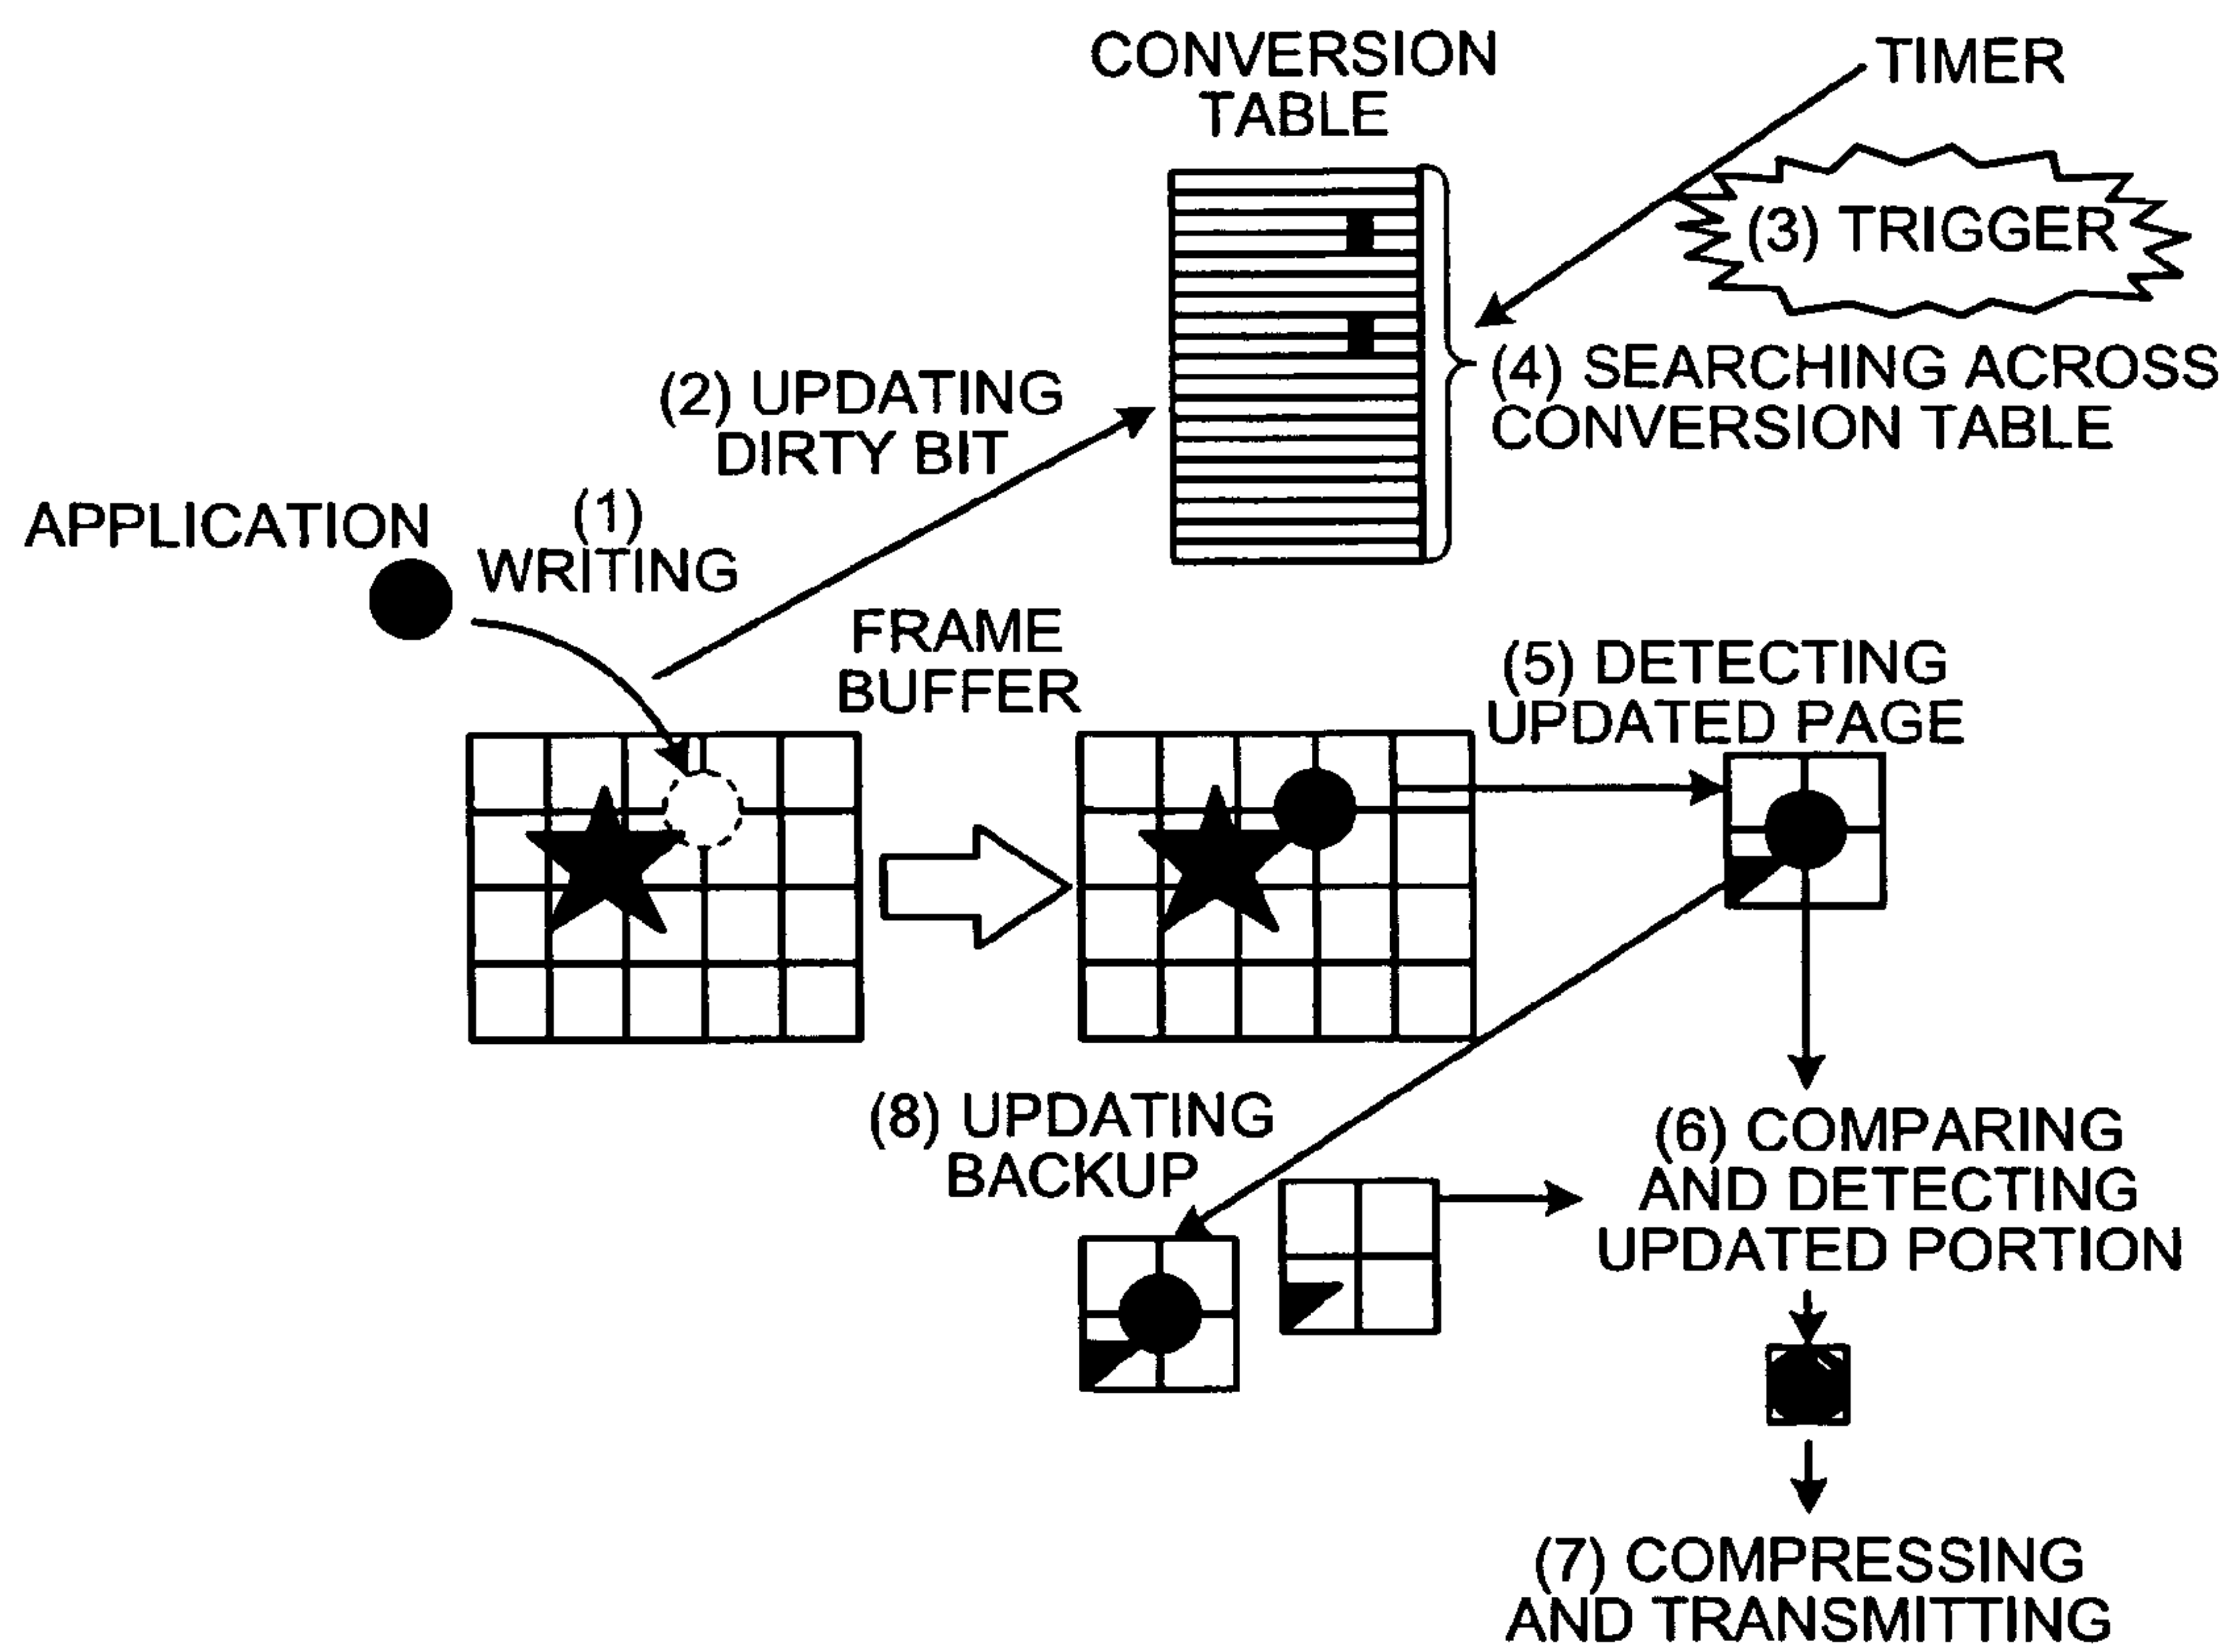 CONVERSION
TABLE
TIMER
(3) TRIGGER
(4) SEARCHING ACROSS
CONVERSION TABLE
(2) UPDATING
DIRTY BIT
APPLICATION
(1)
WRITING
FRAME
BUFFER
(5) DETECTING
UPDATED PAGE
(8) UPDATING
BACKUP
(6) COMPARING
AND DETECTING
UPDATED PORTION
(7) COMPRESSING
AND TRANSMITTING